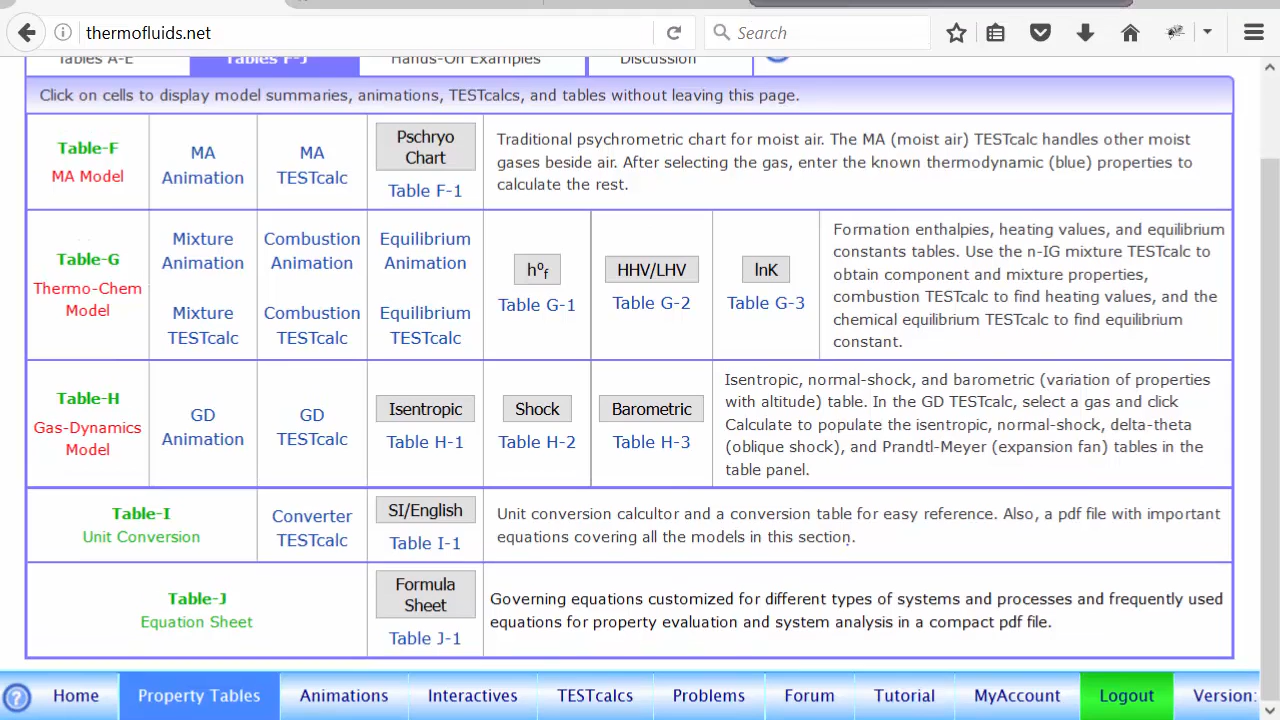 thermofluids.net
Search
Tables A-E
Tables F-J
Hands-On Examples
Discussion
Click on cells to display model summaries, animations, TESTcalcs, and tables without leaving this page.
Table-F
MA Model
MA
Animation
MA
TESTcalc
Pschryo
Chart
Table F-1
Traditional psychrometric chart for moist air. The MA (moist air) TESTcalc handles other moist
gases beside air. After selecting the gas, enter the known thermodynamic (blue) properties to
calculate the rest.
Table-G
Thermo-Chem
Model
Mixture
Animation
Mixture
TESTcalc
Combustion
Animation
Combustion
TESTcalc
Equilibrium
Animation
Equilibrium
TESTcalc
hºf
Table G-1
HHV/LHV
Table G-2
lnK
Table G-3
Formation enthalpies, heating values, and equilibrium
constants tables. Use the n-IG mixture TESTcalc to
obtain component and mixture properties,
combustion TESTcalc to find heating values, and the
chemical equilibrium TESTcalc to find equilibrium
constant.
Table-H
Gas-Dynamics
Model
GD
Animation
GD
TESTcalc
Isentropic
Table H-1
Shock
Table H-2
Barometric
Table H-3
Isentropic, normal-shock, and barometric (variation of properties
with altitude) table. In the GD TESTcalc, select a gas and click
Calculate to populate the isentropic, normal-shock, delta-theta
(oblique shock), and Prandtl-Meyer (expansion fan) tables in the
table panel.
Table-I
Unit Conversion
Converter
TESTcalc
SI/English
Table I-1
Unit conversion calcultor and a conversion table for easy reference. Also, a pdf file with important
equations covering all the models in this section.
Table-J
Equation Sheet
Formula
Sheet
Table J-1
Governing equations customized for different types of systems and processes and frequently used
equations for property evaluation and system analysis in a compact pdf file.
Home
Property Tables
Animations
Interactives
TESTcalcs
Problems
Forum
Tutorial
MyAccount
Logout
Version: